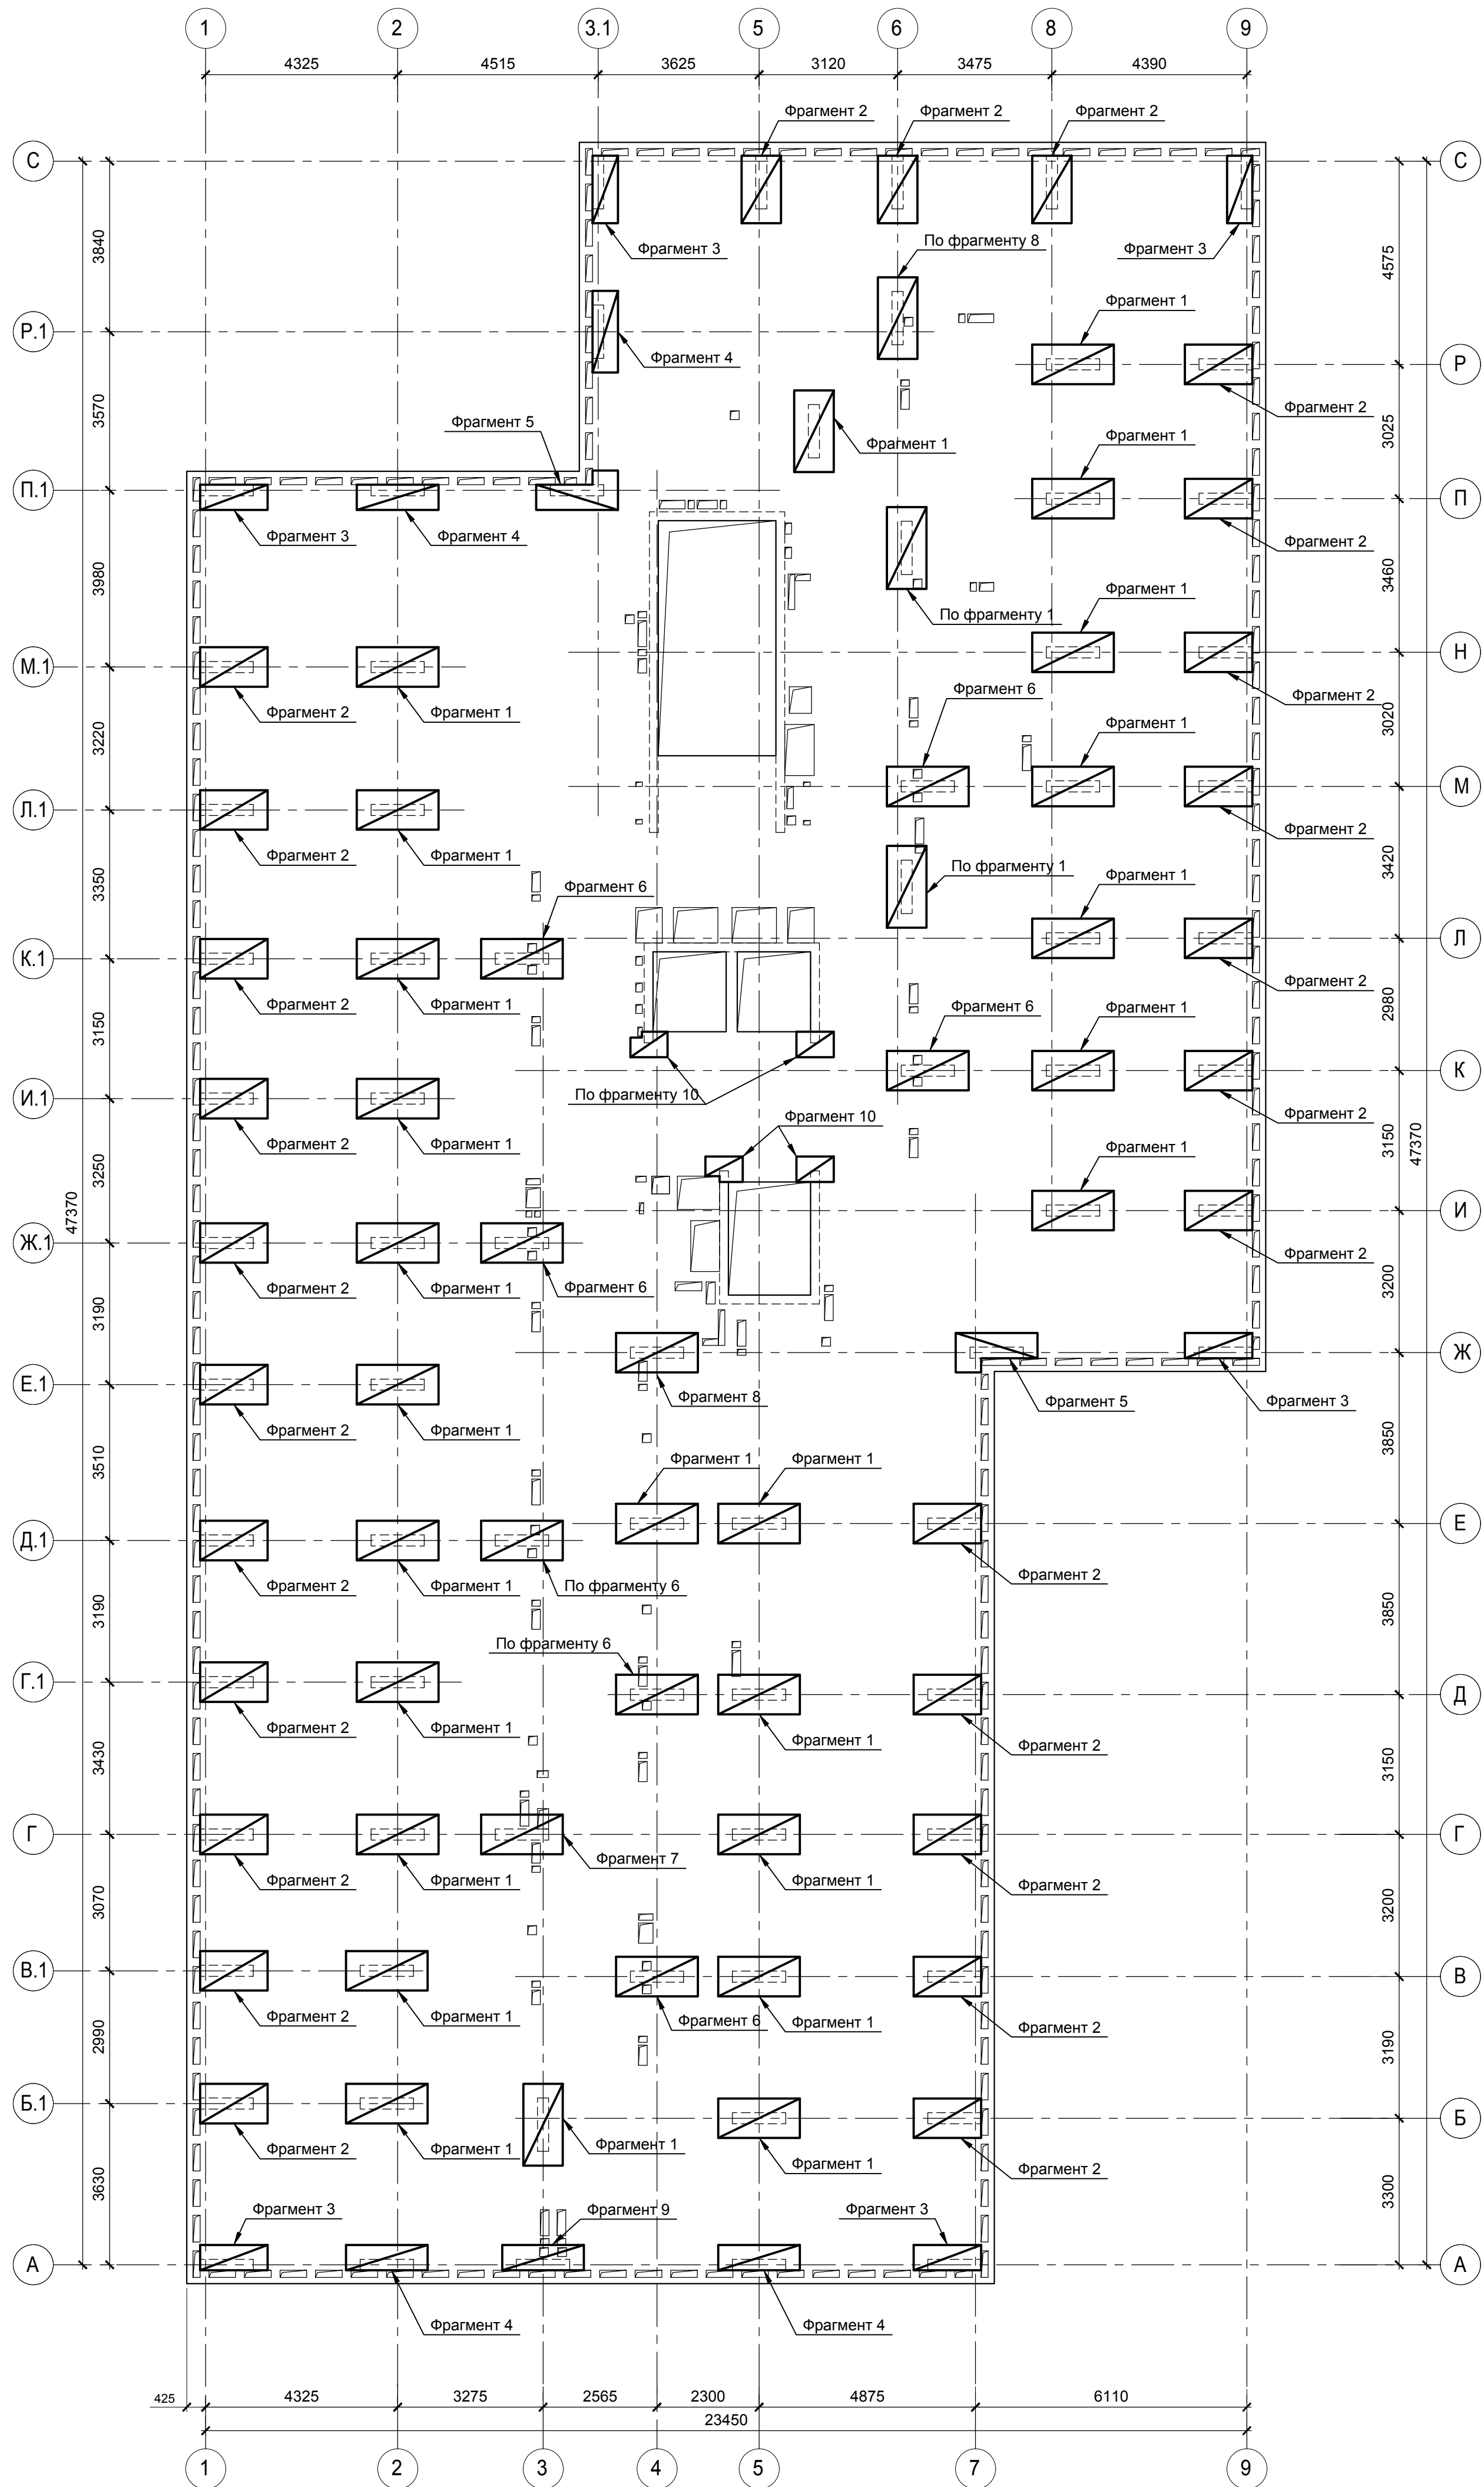 1 2 3.1 5 6 8 9
4325 4515 3625 3120 3475 4390
Фрагмент 2 Фрагмент 2 Фрагмент 2
С С
Фрагмент 3 По фрагменту 8 Фрагмент 3
3840 4575
Фрагмент 1
Р.1
Фрагмент 4 Р
Фрагмент 2
3570 3025
Фрагмент 5 Фрагмент 1 Фрагмент 1
П.1 П
Фрагмент 3 Фрагмент 4 Фрагмент 2
3980 3460
По фрагменту 1 Фрагмент 1
М.1 Н
Фрагмент 2 Фрагмент 1 Фрагмент 6 Фрагмент 2
3220 3020
Фрагмент 1
Л.1 М
Фрагмент 2 Фрагмент 1 Фрагмент 2
3350 3420
Фрагмент 6 По фрагменту 1 Фрагмент 1
К.1 Л
Фрагмент 2 Фрагмент 1 Фрагмент 2
3150 2980
Фрагмент 6 Фрагмент 1
И.1 К
По фрагменту 10
Фрагмент 2 Фрагмент 1 Фрагмент 10 Фрагмент 2
3250 3150
47370 47370
Фрагмент 1
Ж.1 И
Фрагмент 2 Фрагмент 1 Фрагмент 6 Фрагмент 2
3190 3200
Е.1 Ж
Фрагмент 2 Фрагмент 1 Фрагмент 8 Фрагмент 5 Фрагмент 3
3510 3850
Фрагмент 1 Фрагмент 1
Д.1 Е
Фрагмент 2 Фрагмент 1 По фрагменту 6 Фрагмент 2
3190 3850
По фрагменту 6
Г.1 Д
Фрагмент 2 Фрагмент 1 Фрагмент 1 Фрагмент 2
3430 3150
Г Г
Фрагмент 2 Фрагмент 1 Фрагмент 7 Фрагмент 1 Фрагмент 2
3070 3200
В.1 В
Фрагмент 2 Фрагмент 1 Фрагмент 6 Фрагмент 1 Фрагмент 2
2990 3190
Б.1 Б
Фрагмент 2 Фрагмент 1 Фрагмент 1 Фрагмент 1 Фрагмент 2
3630 3300
Фрагмент 3 Фрагмент 9 Фрагмент 3
А А
Фрагмент 4 Фрагмент 4
425 4325 3275 2565 2300 4875 6110
23450
1 2 3 4 5 7 9